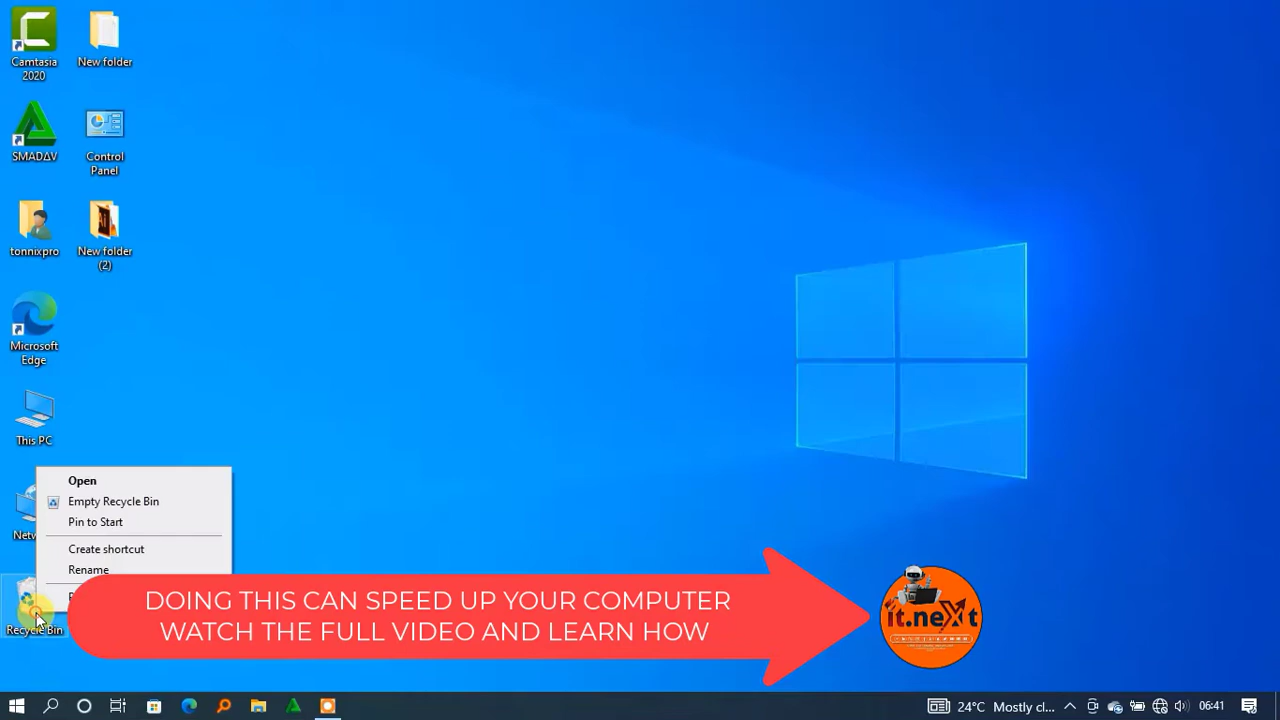 Camtasia
2020
New folder
SMADΔV
Control
Panel
tonnixpro
New folder
(2)
Microsoft
Edge
This PC
Open
Empty Recycle Bin
Pin to Start
Create shortcut
Rename
Recycle Bin
DOING THIS CAN SPEED UP YOUR COMPUTER
WATCH THE FULL VIDEO AND LEARN HOW
it.neXt
24°C Mostly cl... 06:41